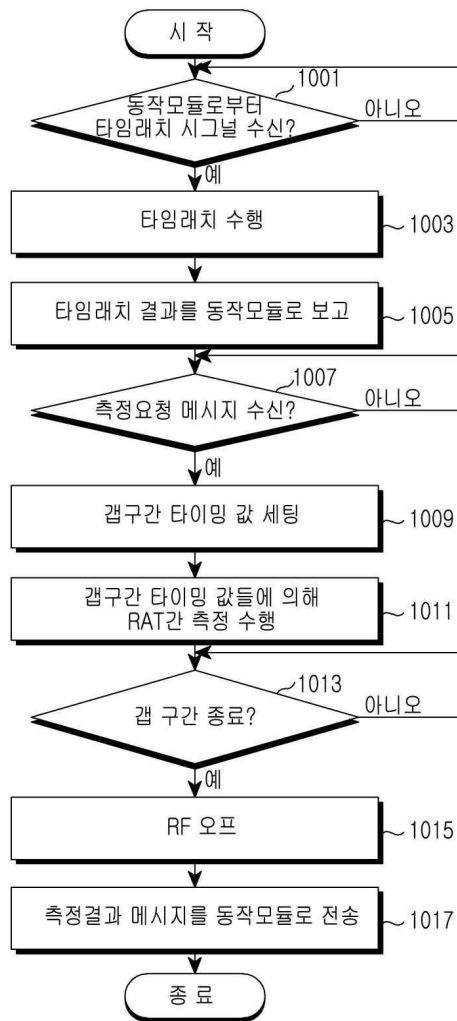 시 작
1001
동작모듈로부터
타임래치 시그널 수신?
아니오
예
타임래치 수행
1003
타임래치 결과를 동작모듈로 보고
1005
1007
측정요청 메시지 수신?
아니오
예
갭구간 타이밍 값 세팅
1009
갭구간 타이밍 값들에 의해
RAT간 측정 수행
1011
1013
갭 구간 종료?
아니오
예
RF 오프
1015
측정결과 메시지를 동작모듈로 전송
1017
종 료